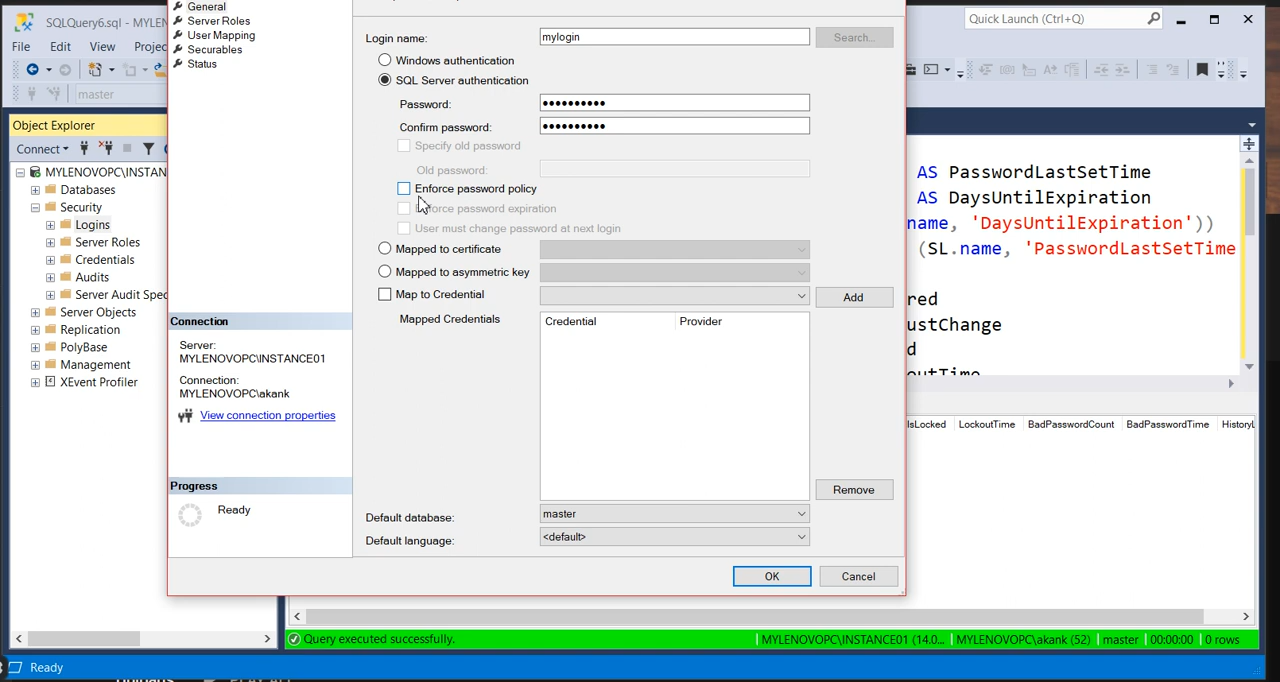 SQLQuery6.sql - MYLEN
Quick Launch (Ctrl+Q)
File Edit View Projec
master
Object Explorer
Connect
MYLENOVOPC\INSTAN
Databases
Security
Logins
Server Roles
Credentials
Audits
Server Audit Spec
Server Objects
Replication
PolyBase
Management
XEvent Profiler
General
Server Roles
User Mapping
Securables
Status
Connection
Server:
MYLENOVOPC\INSTANCE01
Connection:
MYLENOVOPC\akank
View connection properties
Progress
Ready
Login name: mylogin Search...
Windows authentication
SQL Server authentication
Password: ●●●●●●●●●●
Confirm password: ●●●●●●●●●●
Specify old password
Old password:
Enforce password policy
force password expiration
User must change password at next login
Mapped to certificate
Mapped to asymmetric key
Map to Credential Add
Mapped Credentials Credential Provider
Remove
Default database: master
Default language: <default>
OK Cancel
AS PasswordLastSetTime
AS DaysUntilExpiration
name, 'DaysUntilExpiration'))
(SL.name, 'PasswordLastSetTime
red
ustChange
d
IsLocked LockoutTime BadPasswordCount BadPasswordTime HistoryL
Query executed successfully. MYLENOVOPC\INSTANCE01 (14.0... MYLENOVOPC\akank (52) master 00:00:00 0 rows
Ready